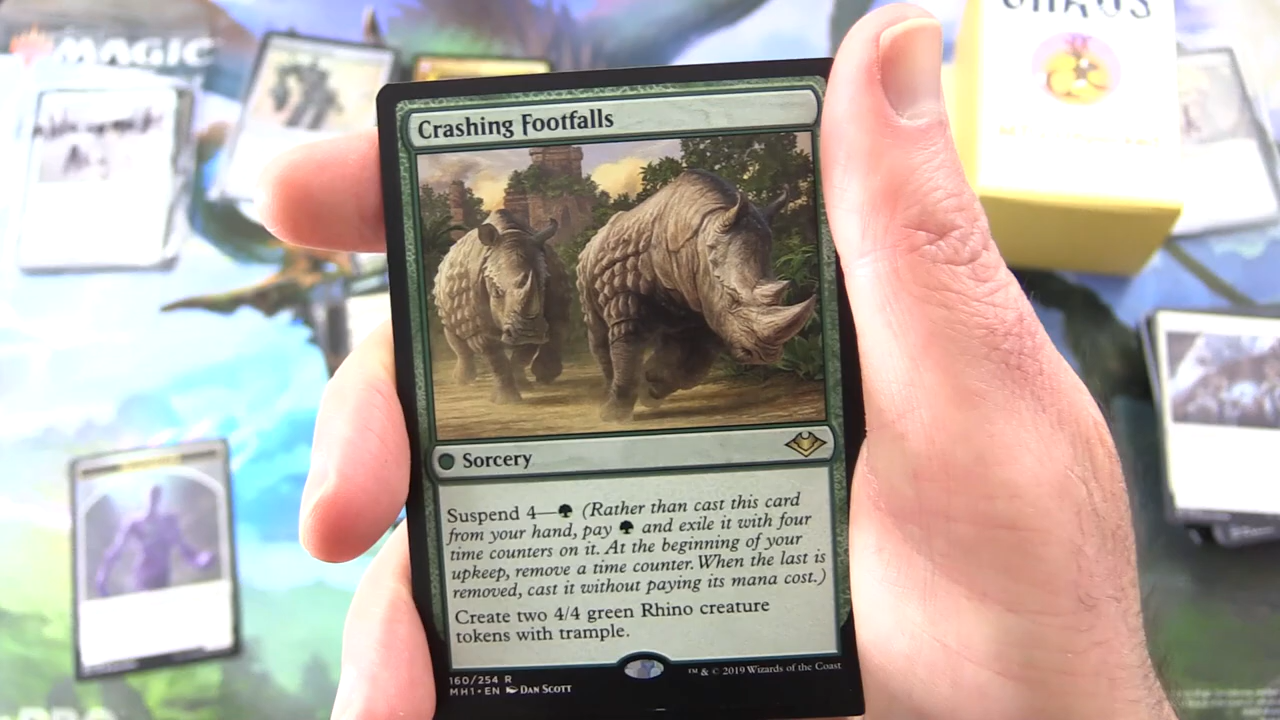 MAGIC
CHAOS
Crashing Footfalls
Sorcery
Suspend 4— (Rather than cast this card
from your hand, pay and exile it with four
time counters on it. At the beginning of your
upkeep, remove a time counter. When the last is
removed, cast it without paying its mana cost.)
Create two 4/4 green Rhino creature
tokens with trample.
160/254 R
MH1 • EN DAN SCOTT
™ & © 2019 Wizards of the Coast